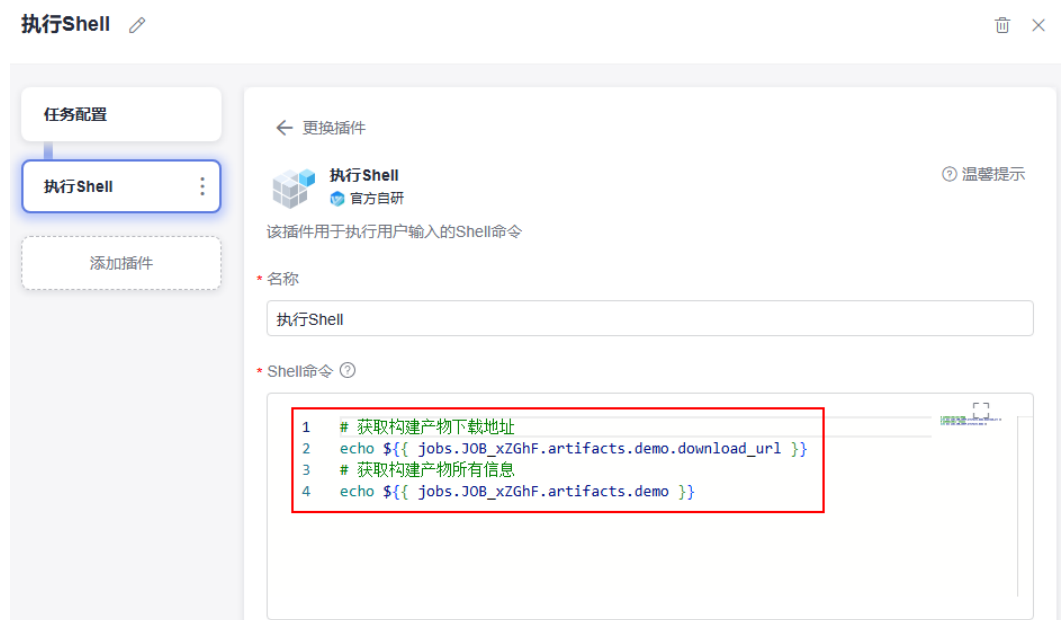 执行Shell
任务配置
执行Shell
添加插件
更换插件
执行Shell
官方自研
温馨提示
该插件用于执行用户输入的Shell命令
* 名称
执行Shell
* Shell命令
1 # 获取构建产物下载地址
2 echo ${{ jobs.JOB_xZGhF.artifacts.demo.download_url }}
3 # 获取构建产物所有信息
4 echo ${{ jobs.JOB_xZGhF.artifacts.demo }}